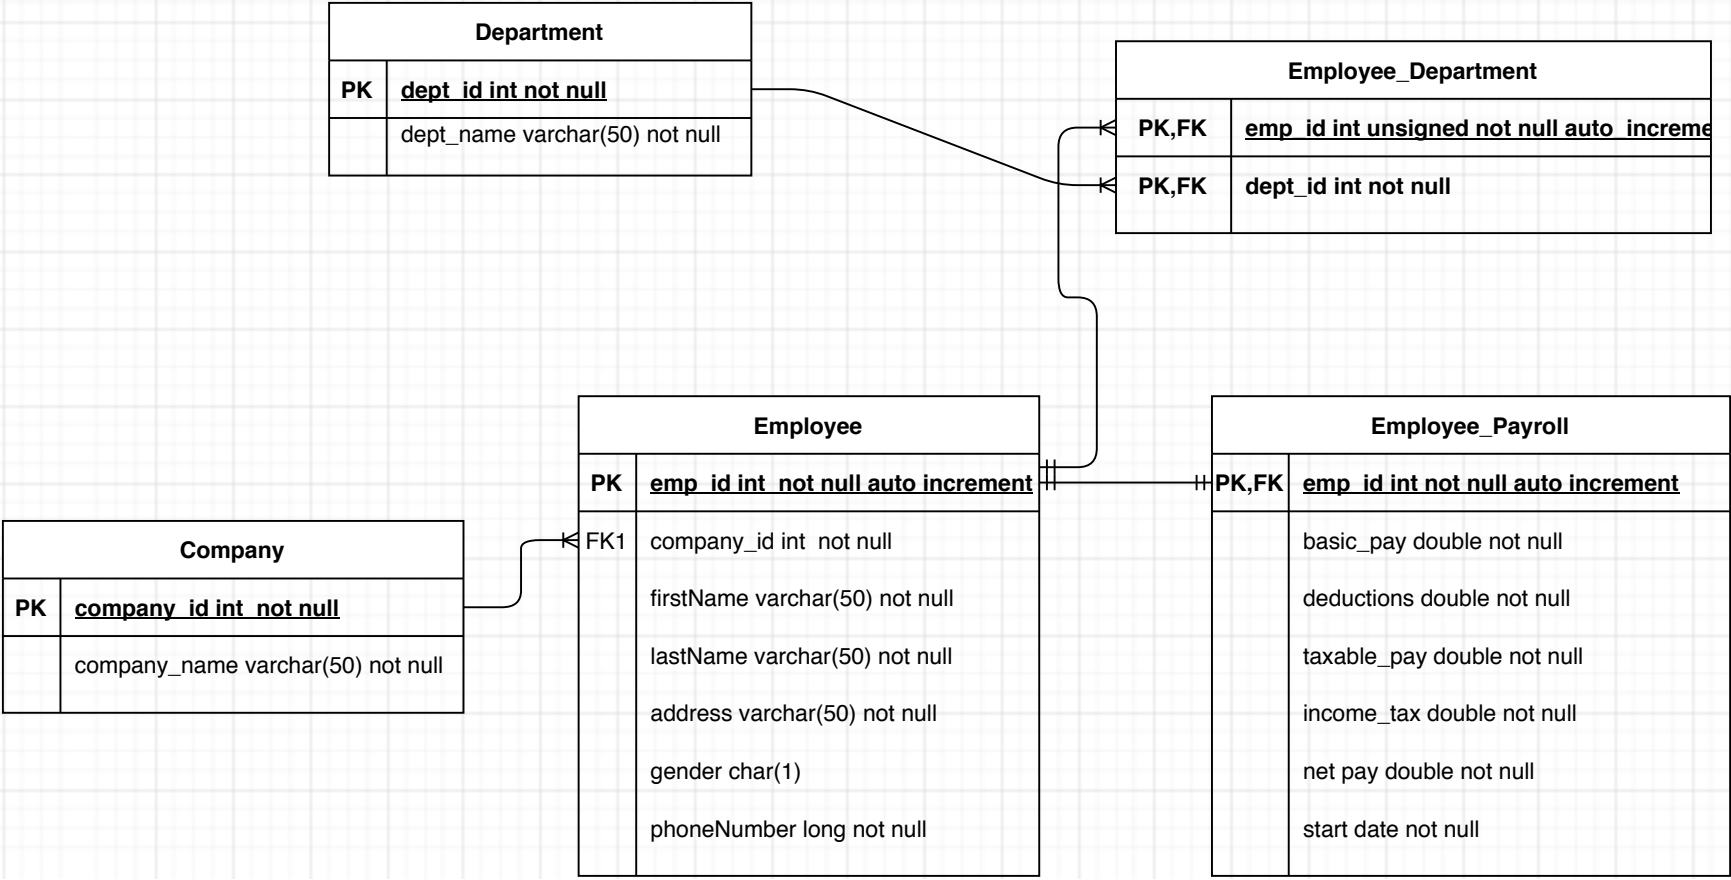 Department
PK dept_id int not null
dept_name varchar(50) not null
Employee_Department
PK,FK emp_id int unsigned not null auto_increme
PK,FK dept_id int not null
Employee
PK emp_id int  not null auto increment
FK1 company_id int  not null
firstName varchar(50) not null
lastName varchar(50) not null
address varchar(50) not null
gender char(1)
phoneNumber long not null
Employee_Payroll
PK,FK emp_id int not null auto increment
basic_pay double not null
deductions double not null
taxable_pay double not null
income_tax double not null
net pay double not null
start date not null
Company
PK company_id int  not null
company_name varchar(50) not null